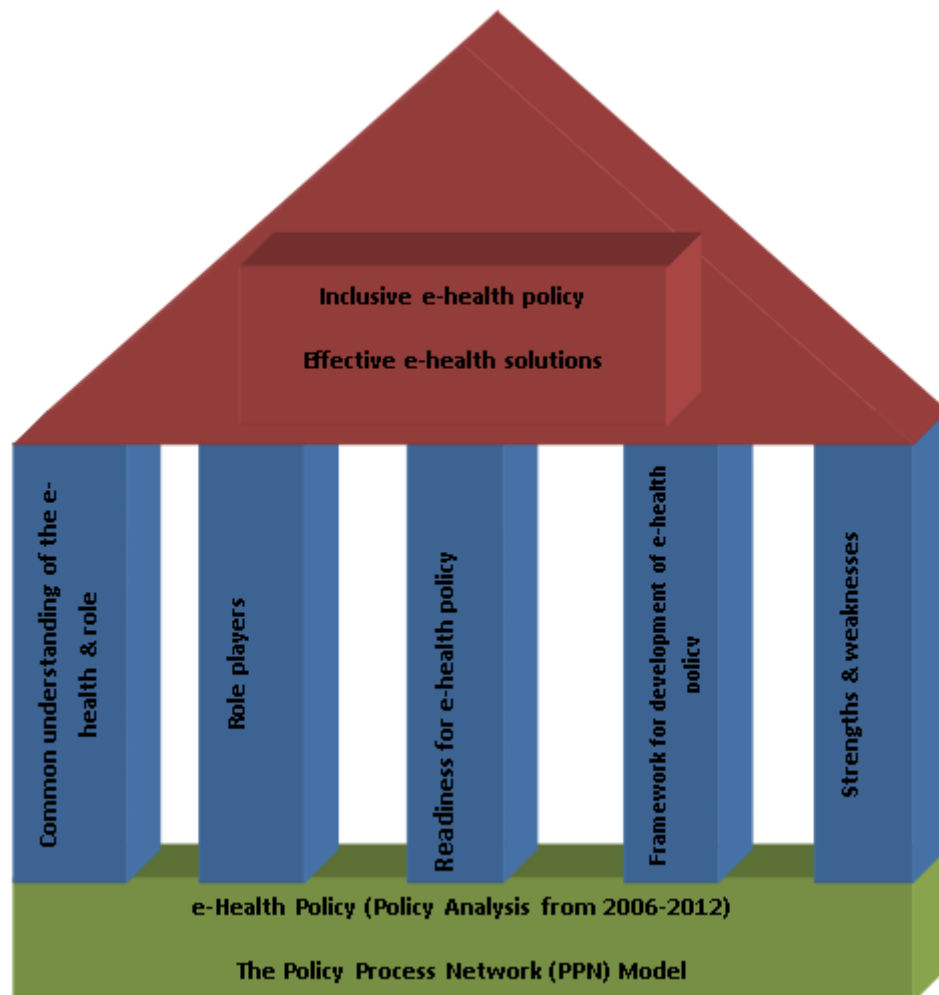 Inclusive e-health policy
Effective e-health solutions
Common understanding of the e-
health & role
Role players
Readiness for e-health policy
Framework for development of e-health
policy
Strengths & weaknesses
e-Health Policy (Policy Analysis from 2006-2012)
The Policy Process Network (PPN) Model